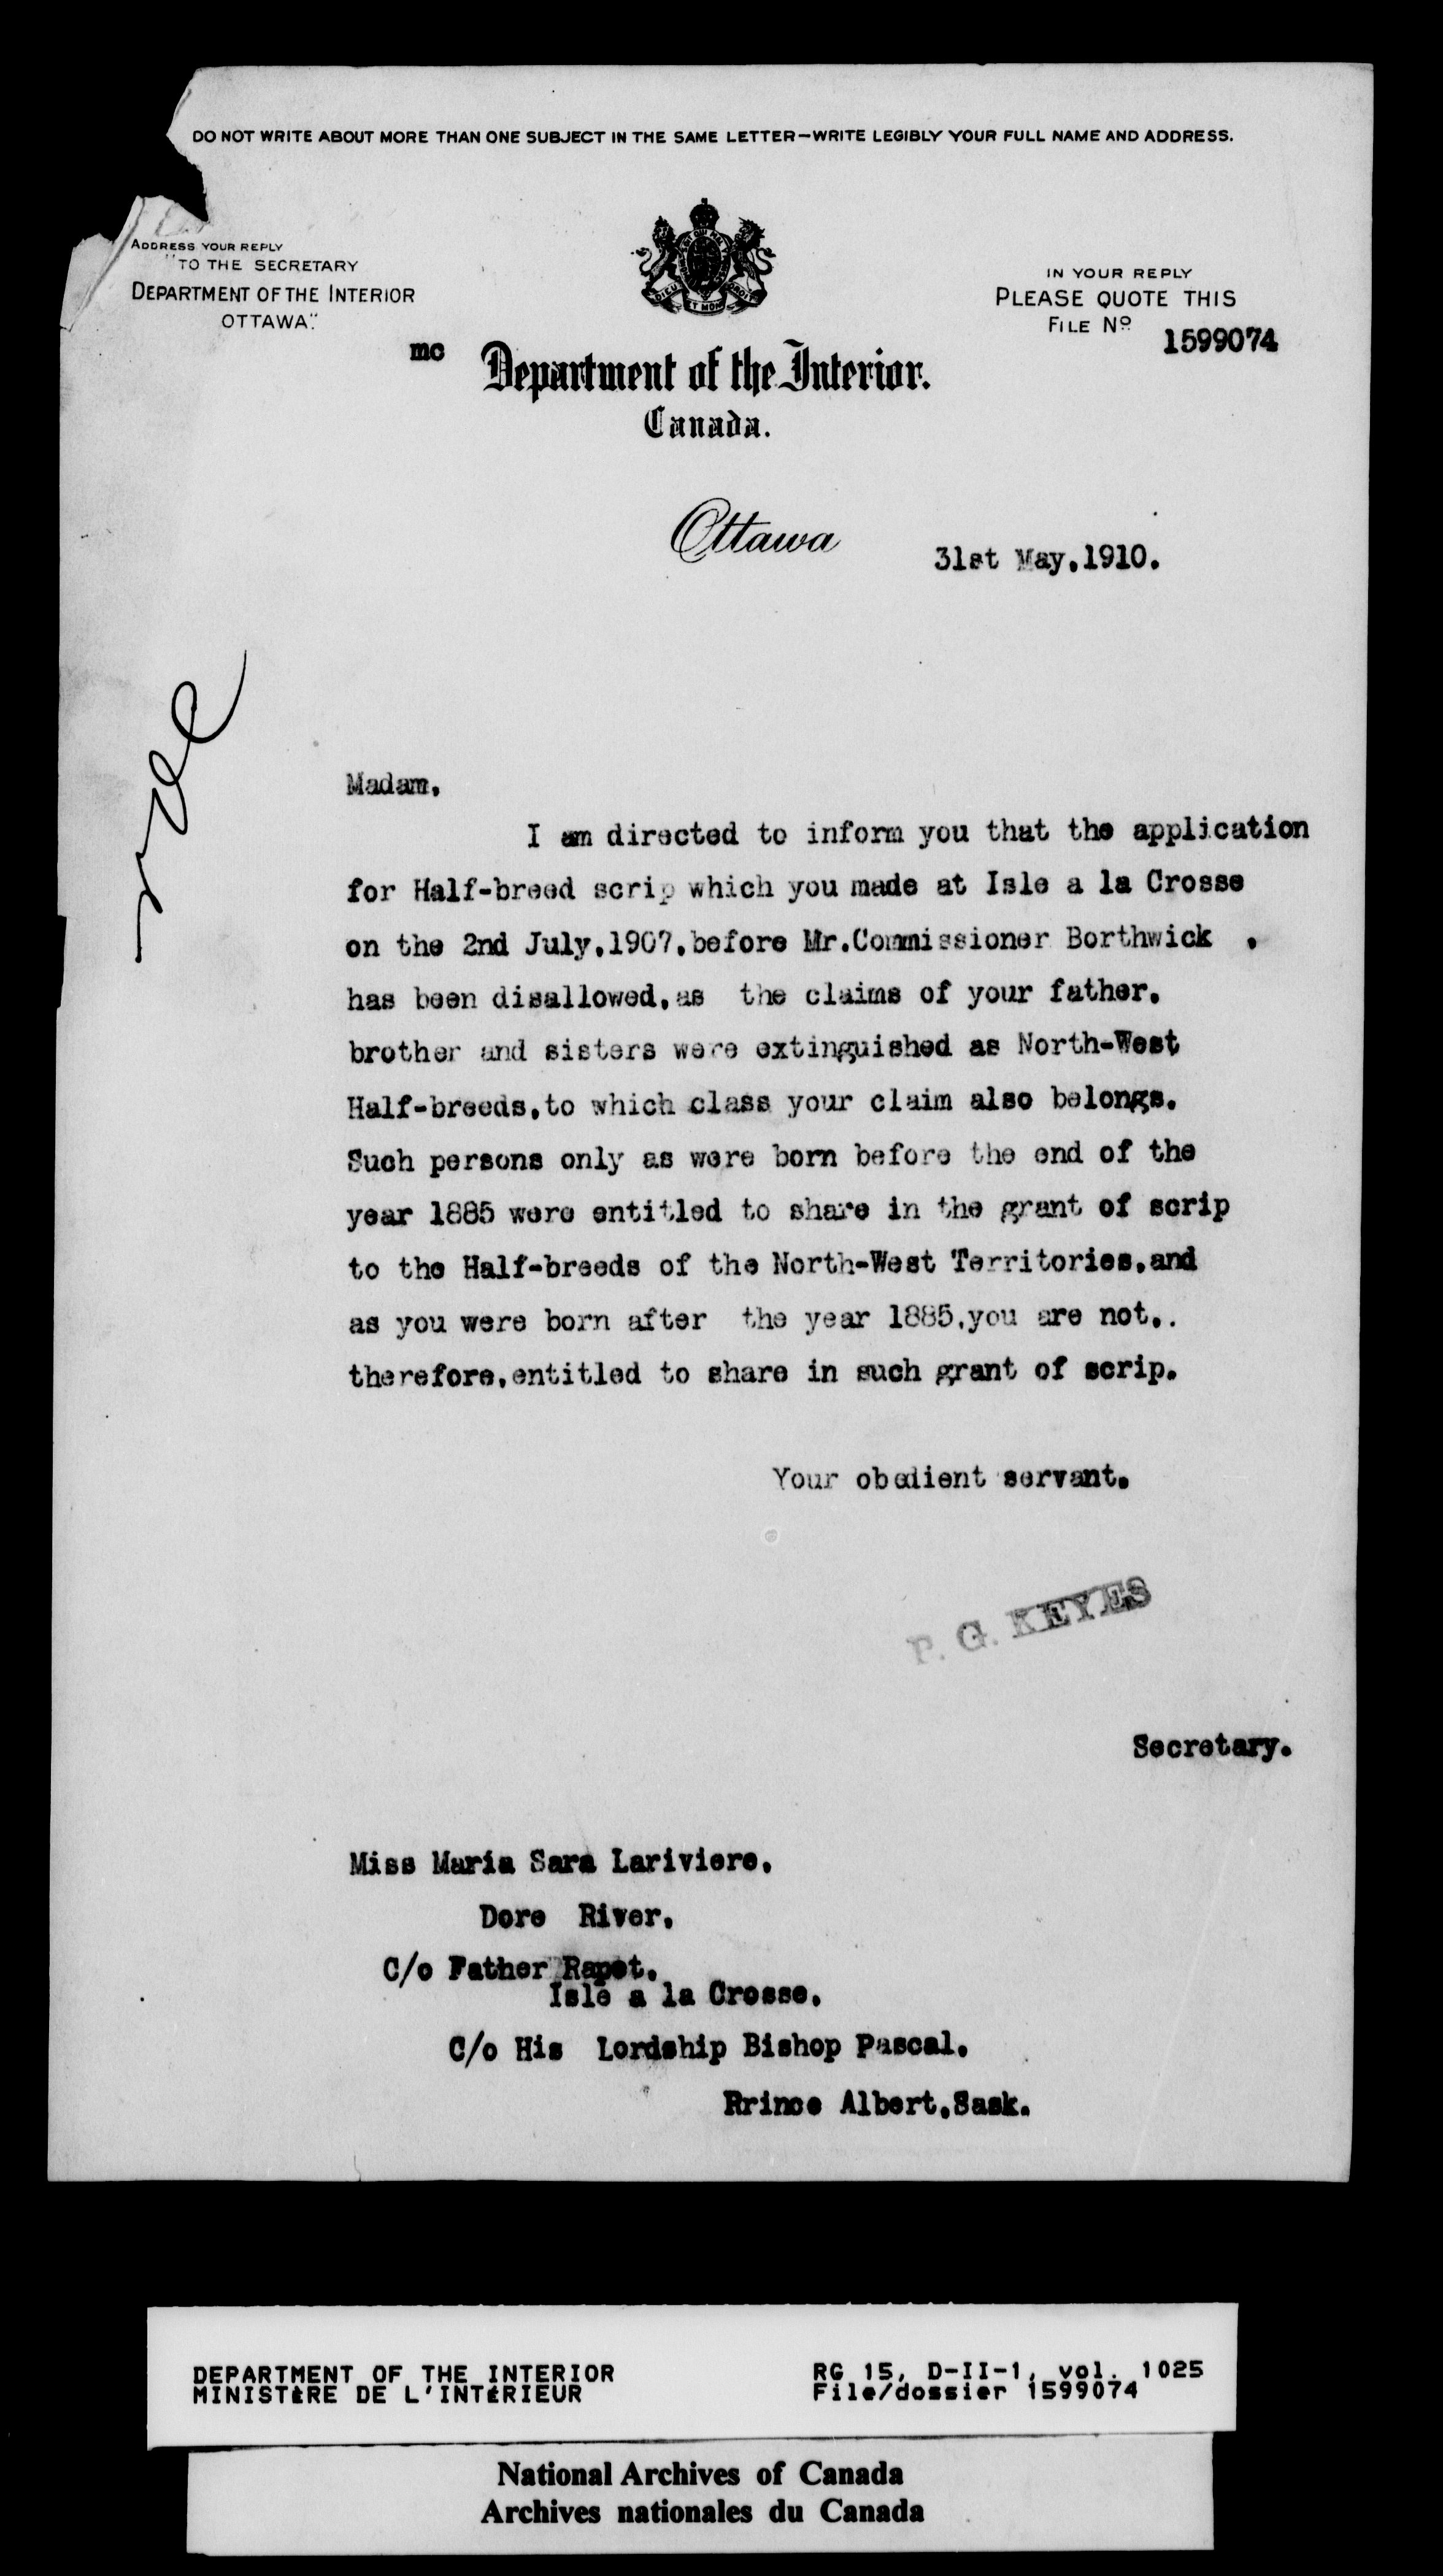 DO NOT WRITE ABOUT MORE THAN ONE SUBJECT IN THE SAME LETTER—WRITE LEGIBLY YOUR FULL NAME AND ADDRESS.
ADDRESS YOUR REPLY
"TO THE SECRETARY
DEPARTMENT OF THE INTERIOR
OTTAWA."
IN YOUR REPLY
PLEASE QUOTE THIS
FILE No. 1599074
mc
Department of the Interior.
Canada.
Ottawa 31st May,1910.
Madam,
I am directed to inform you that the application
for Half-breed scrip which you made at Isle a la Crosse
on the 2nd July,1907,before Mr.Commissioner Borthwick ,
has been disallowed,as the claims of your father,
brother and sisters were extinguished as North-West
Half-breeds,to which class your claim also belongs.
Such persons only as were born before the end of the
year 1885 were entitled to share in the grant of scrip
to the Half-breeds of the North-West Territories,and
as you were born after the year 1885,you are not,.
therefore,entitled to share in such grant of scrip.
Your obedient servant,
P. G. KEYES
Secretary.
Miss Maria Sara Lariviere,
Dore River,
C/o Father Rapet,
Isle a la Crosse,
C/o His Lordship Bishop Pascal,
Rrince Albert,Sask.
DEPARTMENT OF THE INTERIOR
MINISTÈRE DE L'INTÉRIEUR
RG 15, D-II-1, vol. 1025
File/dossier 1599074
National Archives of Canada
Archives nationales du Canada